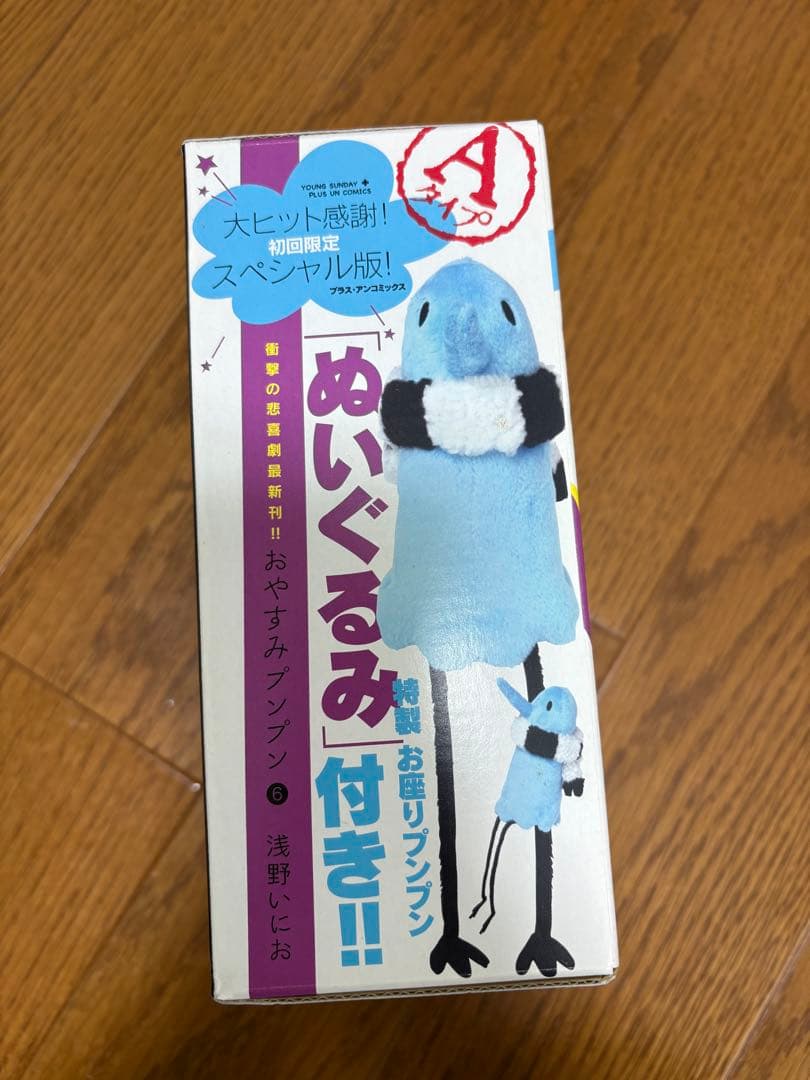 YOUNG SUNDAY +
PLUS UN COMICS
大ヒット感謝!
初回限定
スペシャル版!
プラス・アンコミックス
Aタイプ
衝撃の悲喜劇最新刊!!
おやすみプンプン ❻ 浅野いにお
「ぬいぐるみ」付き!!
特製 お座りプンプン